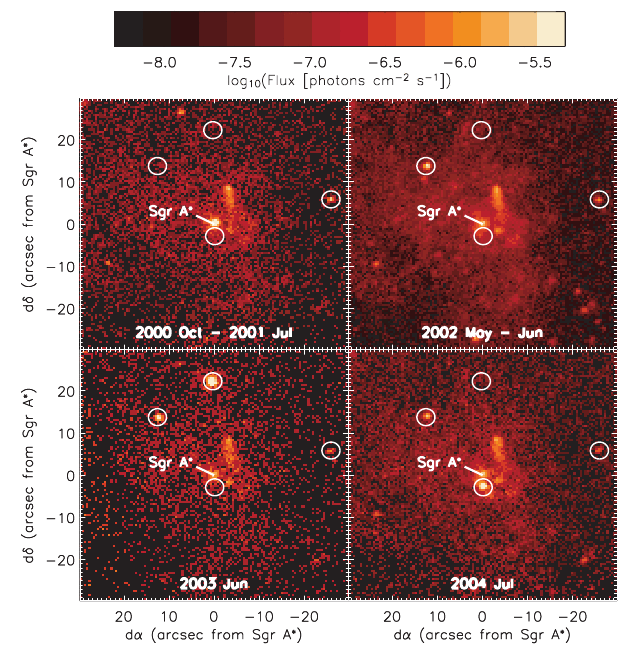 −8.0 −7.5 −7.0 −6.5 −6.0 −5.5
log₁₀(Flux [photons cm⁻² s⁻¹])
dδ (arcsec from Sgr A*)
20
10
0
−10
−20
Sgr A*
2000 Oct − 2001 Jul
Sgr A*
2002 May − Jun
dδ (arcsec from Sgr A*)
20
10
0
−10
−20
Sgr A*
2003 Jun
Sgr A*
2004 Jul
20 10 0 −10 −20 20 10 0 −10 −20
dα (arcsec from Sgr A*) dα (arcsec from Sgr A*)